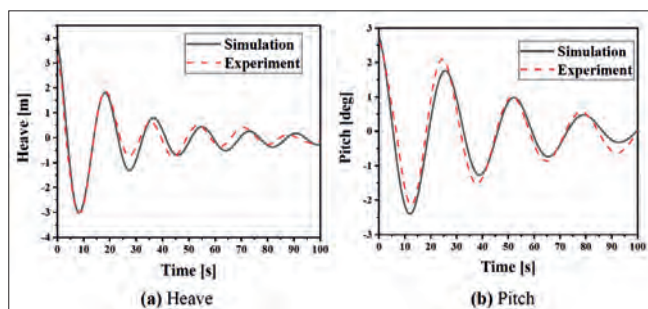 Simulation
Experiment
Heave [m]
4
3
2
1
0
-1
-2
-3
-4
0 10 20 30 40 50 60 70 80 90 100
Time [s]
(a) Heave
Simulation
Experiment
Pitch [deg]
3
2
1
0
-1
-2
-3
0 10 20 30 40 50 60 70 80 90 100
Time [s]
(b) Pitch